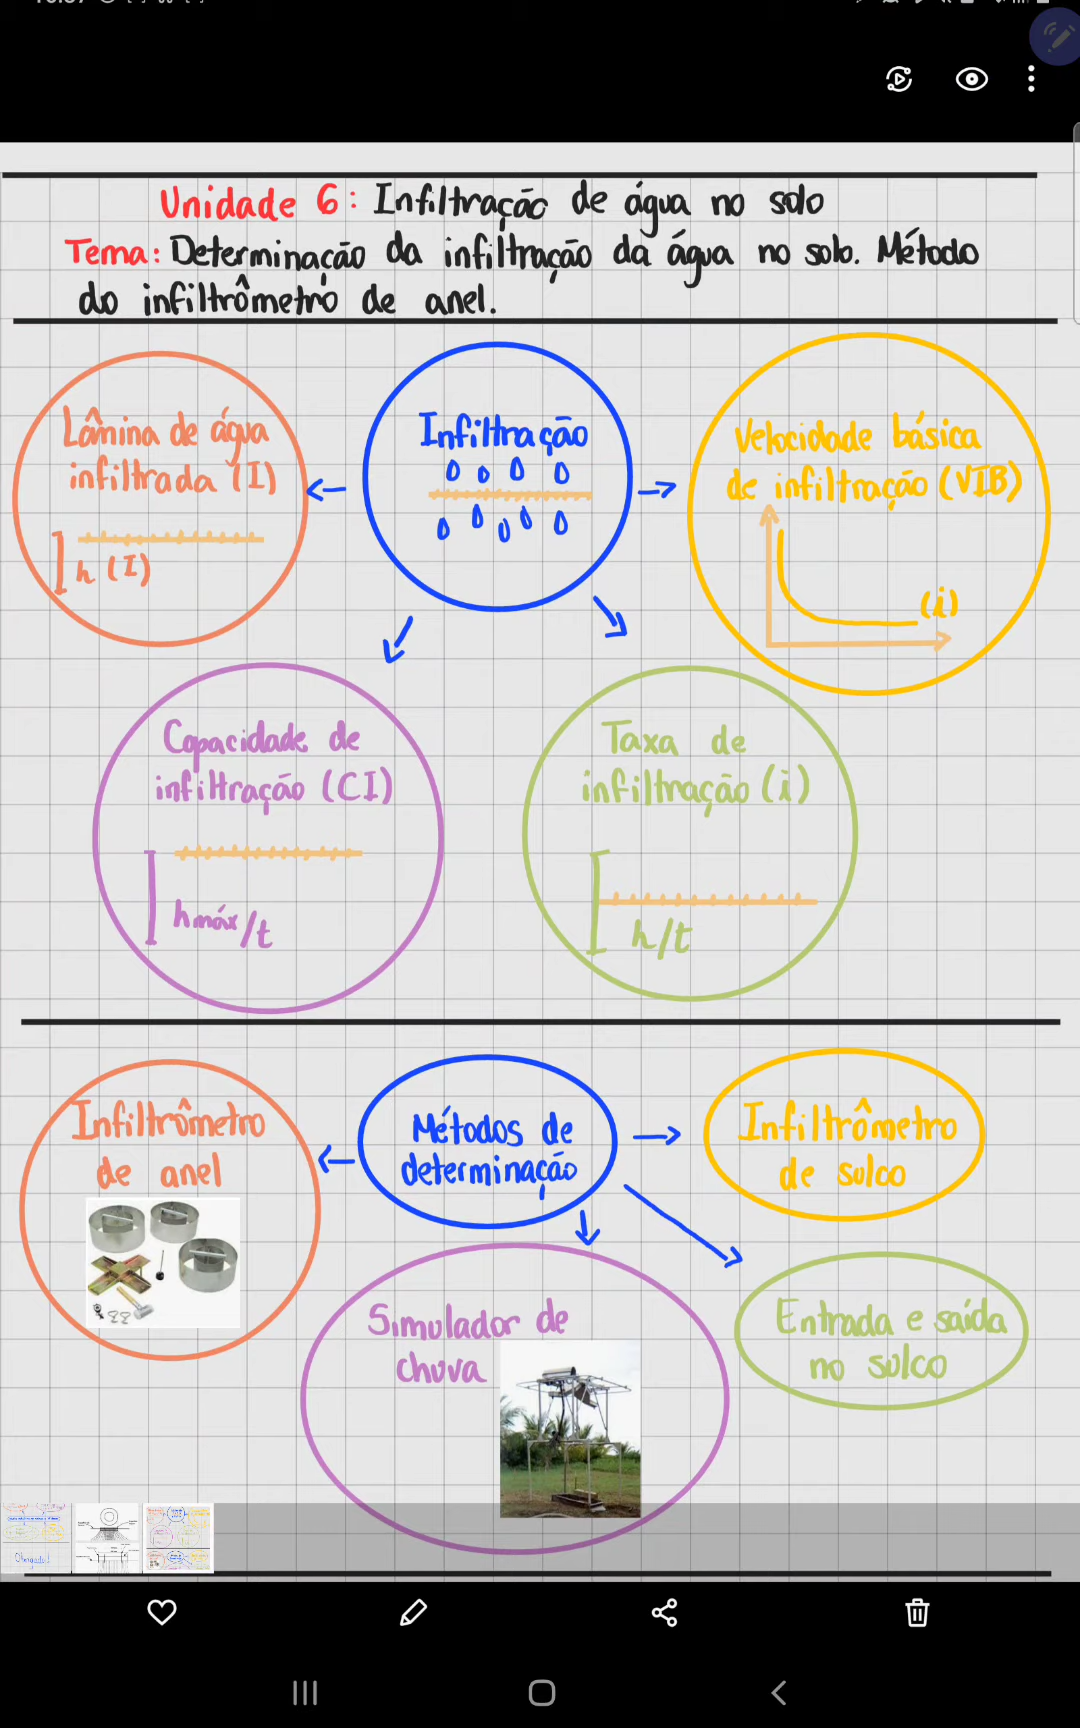 Unidade 6: Infiltração de água no solo
Tema: Determinação da infiltração da água no solo. Método
do infiltrômetro de anel.
Lâmina de água
infiltrada (I)
h (I)
Infiltração
Velocidade básica
de infiltração (VIB)
(i)
Capacidade de
infiltração (CI)
hmáx/t
Taxa de
infiltração (i)
h/t
Infiltrômetro
de anel
Métodos de
determinação
Infiltrômetro
de sulco
Simulador de
chuva
Entrada e saída
no sulco
Obrigado!